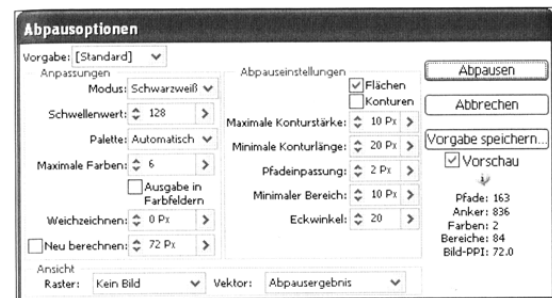 Abpausoptionen
Vorgabe: [Standard]
Anpassungen
Modus: Schwarzweiß
Schwellenwert: 128
Palette: Automatisch
Maximale Farben: 6
Ausgabe in
Farbfeldern
Weichzeichnen: 0 Px
Neu berechnen: 72 Px
Abpauseinstellungen
Flächen
Konturen
Maximale Konturstärke: 10 Px
Minimale Konturlänge: 20 Px
Pfadeinpassung: 2 Px
Minimaler Bereich: 10 Px
Eckwinkel: 20
Abpausen
Abbrechen
Vorgabe speichern...
Vorschau
Pfade: 163
Anker: 836
Farben: 2
Bereiche: 84
Bild-PPI: 72.0
Ansicht
Raster: Kein Bild Vektor: Abpausergebnis